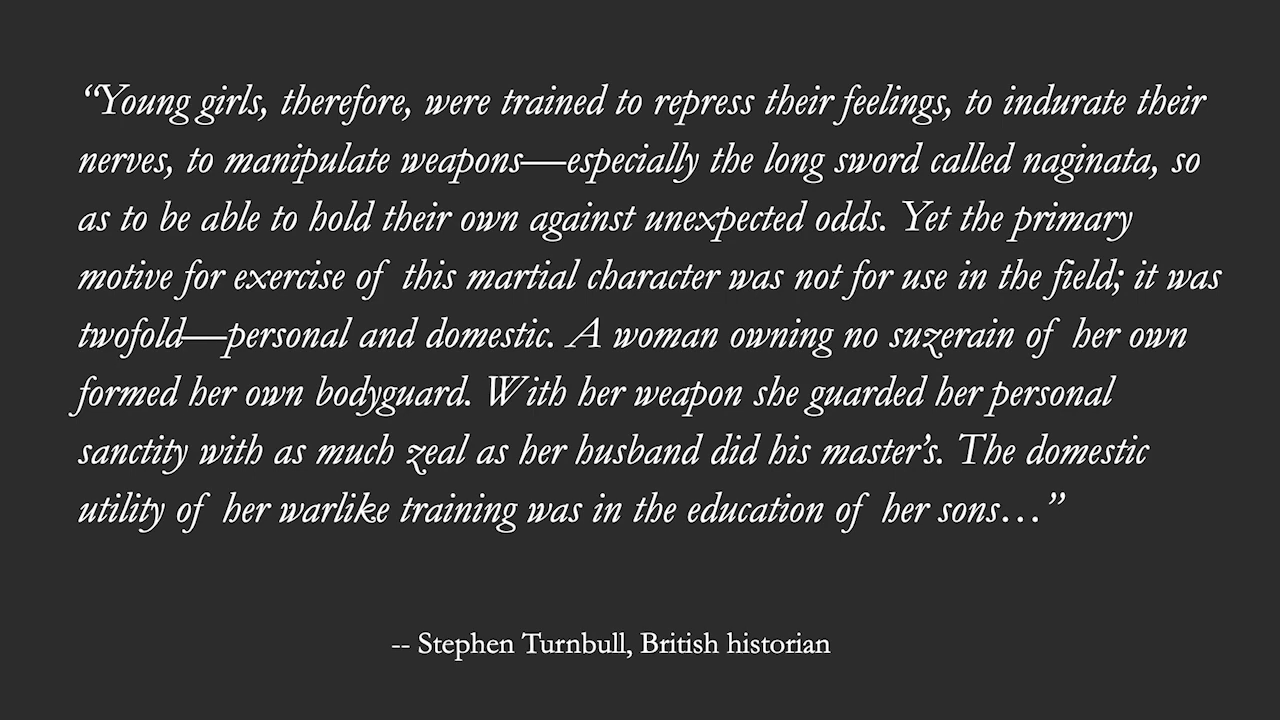 “Young girls, therefore, were trained to repress their feelings, to indurate their
nerves, to manipulate weapons—especially the long sword called naginata, so
as to be able to hold their own against unexpected odds. Yet the primary
motive for exercise of this martial character was not for use in the field; it was
twofold—personal and domestic. A woman owning no suzerain of her own
formed her own bodyguard. With her weapon she guarded her personal
sanctity with as much zeal as her husband did his master’s. The domestic
utility of her warlike training was in the education of her sons…”
-- Stephen Turnbull, British historian